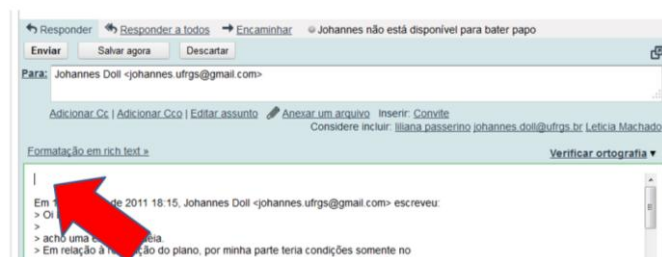 Responder Responder a todos Encaminhar Johannes não está disponível para bater papo
Enviar Salvar agora Descartar
Para: Johannes Doll <johannes.ufrgs@gmail.com>
Adicionar Cc | Adicionar Cco | Editar assunto Anexar um arquivo Inserir: Convite
Considere incluir: liliana passerino johannes.doll@ufrgs.br Leticia Machado
Formatação em rich text » Verificar ortografia ▼
Em de 2011 18:15, Johannes Doll <johannes.ufrgs@gmail.com> escreveu:
> Oi
>
> acho uma
> Em relação à do plano, por minha parte teria condições somente no